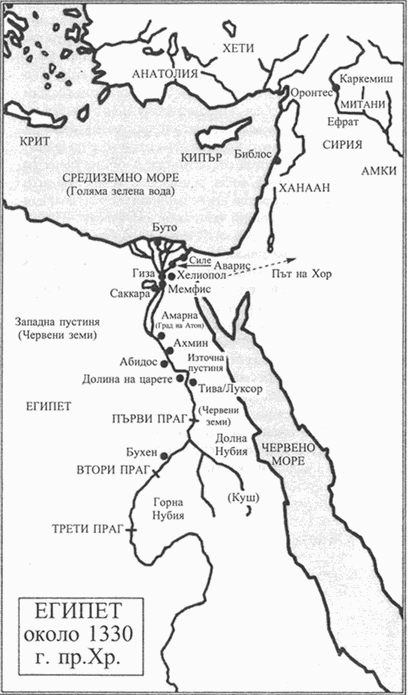 ХЕТИ
АНАТОЛИЯ
Каркемиш
Оронтес
МИТАНИ
Ефрат
КРИТ
СИРИЯ
КИПЪР
Библос
АМКИ
СРЕДИЗЕМНО МОРЕ
(Голяма зелена вода)
ХАНААН
Буто
Силе
Аварис
Гиза
Хелиопол
Път на Хор
Саккара
Мемфис
Амарна
(Град на Атон)
Западна пустиня
(Червени земи)
Ахмин
Източна
пустиня
Абидос
Долина на царете
Тива/Луксор
ЕГИПЕТ
(Червени
земи)
ПЪРВИ ПРАГ
Долна
Нубия
ЧЕРВЕНО
МОРЕ
Бухен
ВТОРИ ПРАГ
(Куш)
Горна
Нубия
ТРЕТИ ПРАГ
ЕГИПЕТ
около 1330
г. пр.Хр.